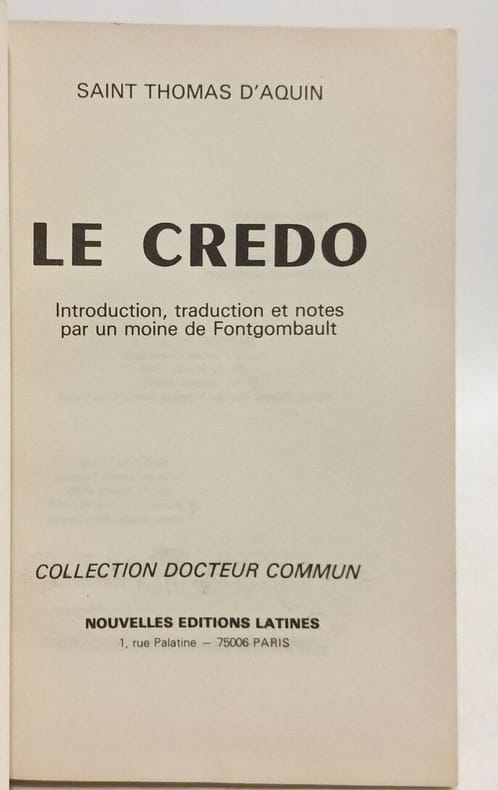 SAINT THOMAS D'AQUIN
LE CREDO
Introduction, traduction et notes
par un moine de Fontgombault
COLLECTION DOCTEUR COMMUN
NOUVELLES EDITIONS LATINES
1, rue Palatine — 75006 PARIS